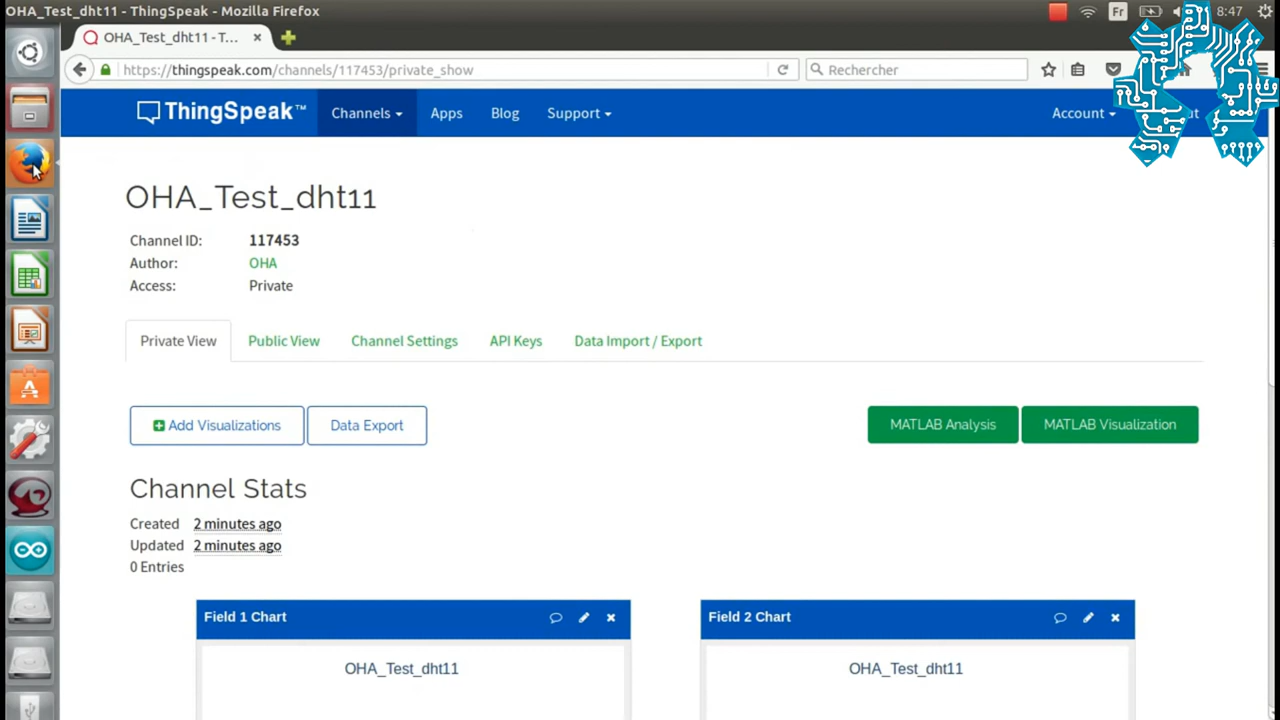 OHA_Test_dht11 - ThingSpeak - Mozilla Firefox
Fr
8:47
OHA_Test_dht11 - T...
https://thingspeak.com/channels/117453/private_show
Rechercher
ThingSpeak™
Channels
Apps
Blog
Support
Account
OHA_Test_dht11
Channel ID: 117453
Author: OHA
Access: Private
Private View
Public View
Channel Settings
API Keys
Data Import / Export
Add Visualizations
Data Export
MATLAB Analysis
MATLAB Visualization
Channel Stats
Created 2 minutes ago
Updated 2 minutes ago
0 Entries
Field 1 Chart
Field 2 Chart
OHA_Test_dht11
OHA_Test_dht11